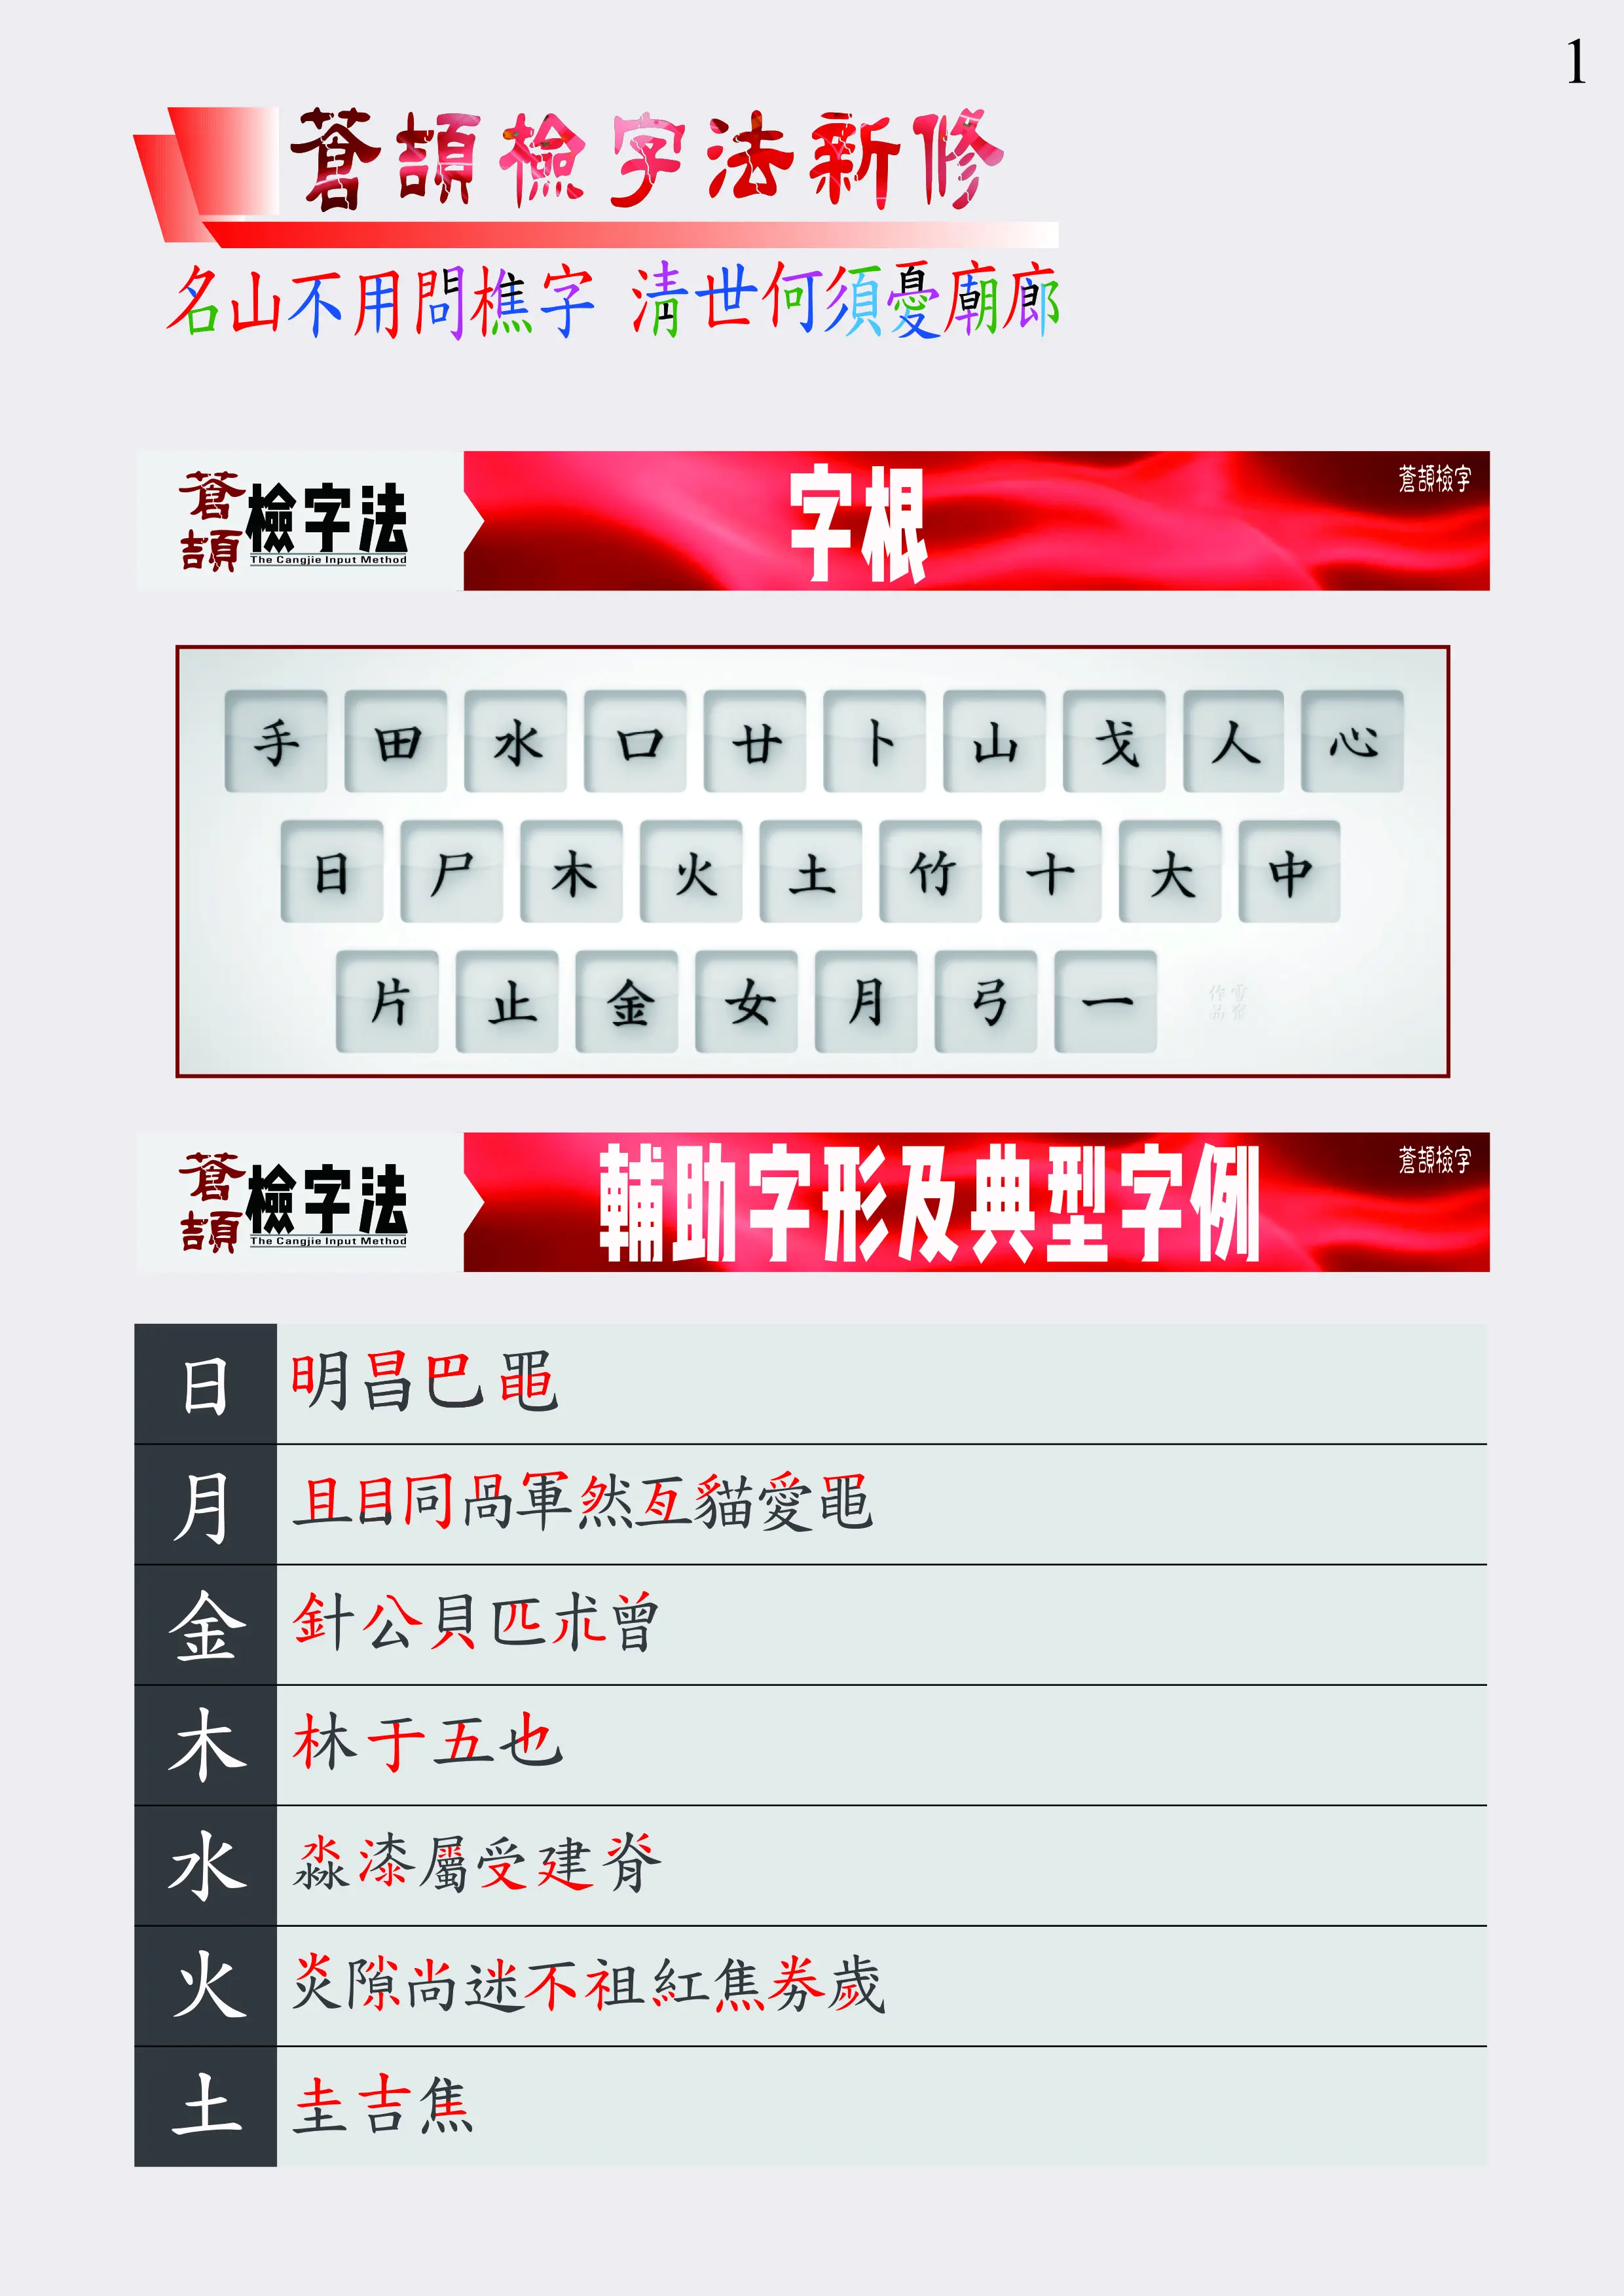 1
蒼頡檢字法新修
名山不用問樵字 清世何須憂廟廊
蒼頡檢字法
The Cangjie Input Method
字根
蒼頡檢字
手 田 水 口 廿 卜 山 戈 人 心
日 尸 木 火 土 竹 十 大 中
片 止 金 女 月 弓 一
蒼頡檢字法
The Cangjie Input Method
輔助字形及典型字例
蒼頡檢字
日 明昌巴黽
月 且目同咼軍然亙貓愛黽
金 針公貝匹朮曾
木 林于五也
水 淼漆屬受建脊
火 炎隙尚迷不祖紅焦券歲
土 圭吉焦